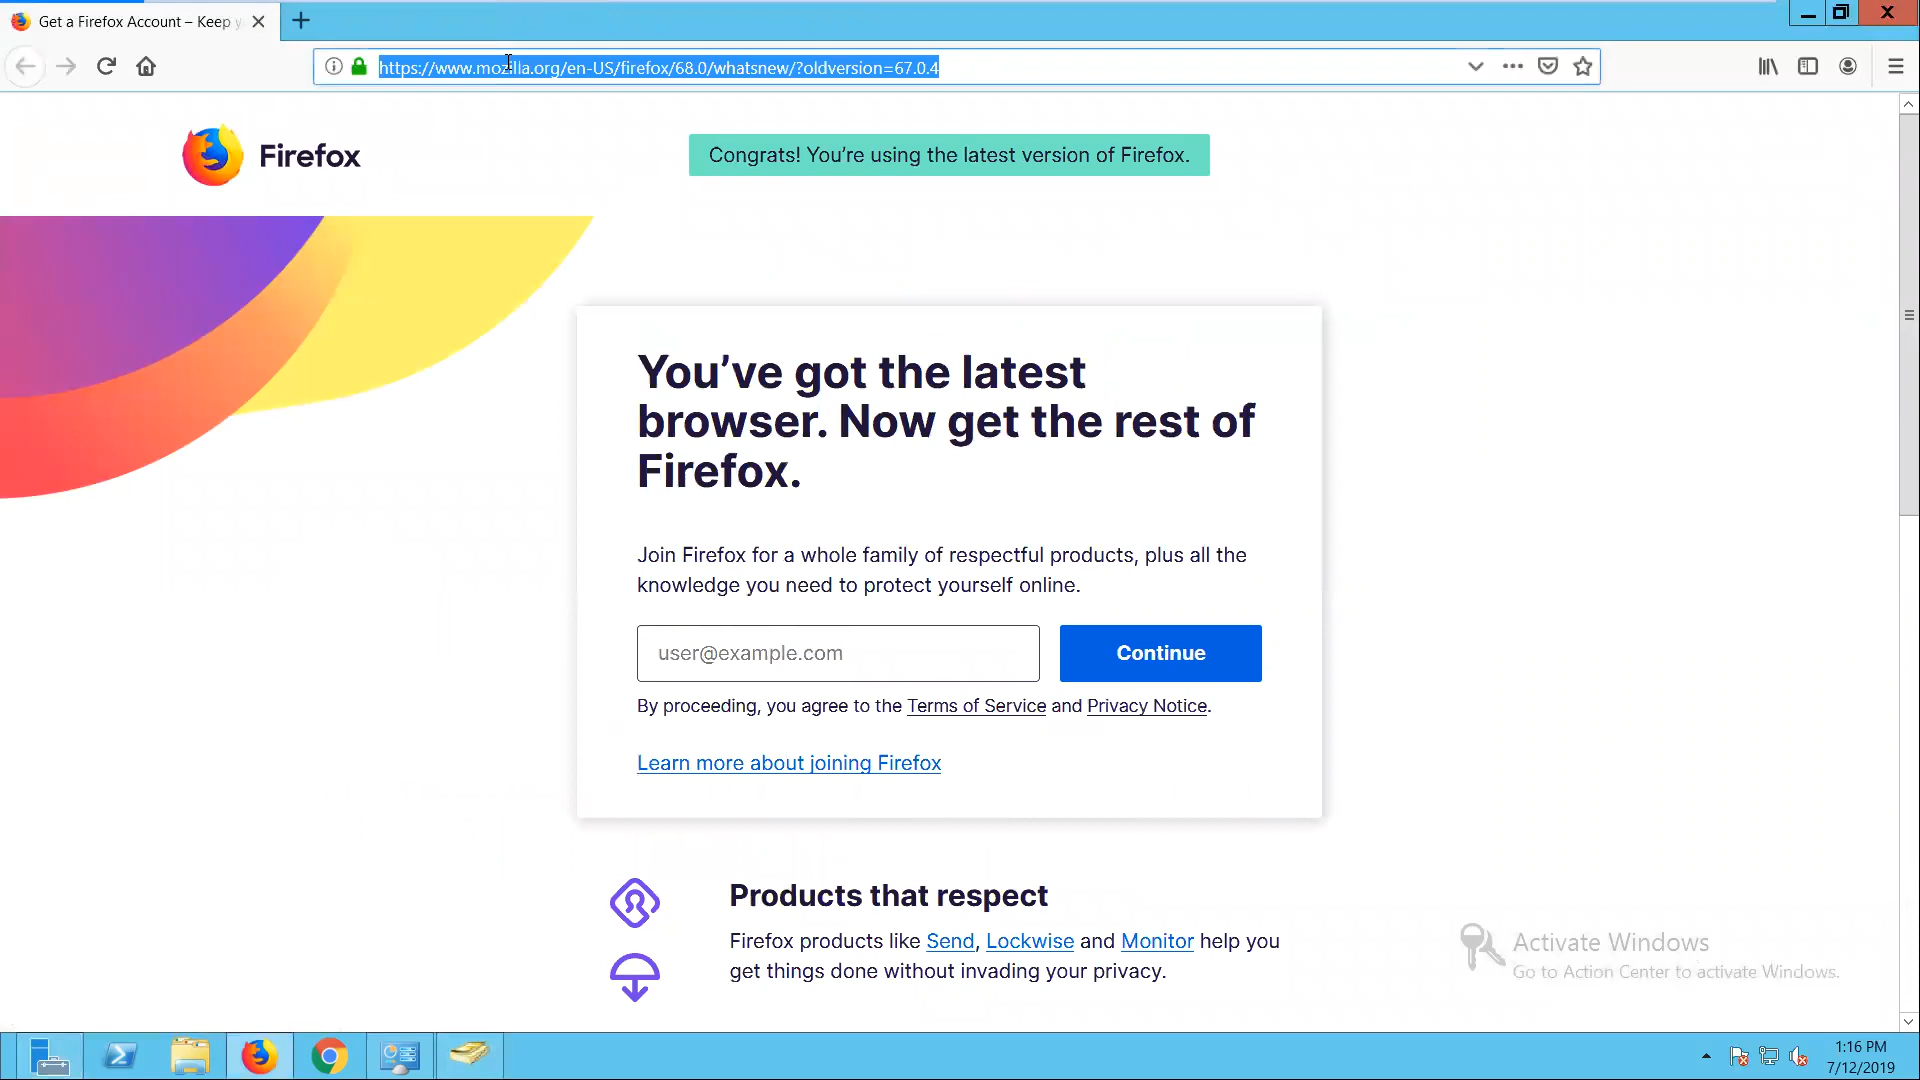 Get a Firefox Account – Keep y
https://www.mozilla.org/en-US/firefox/68.0/whatsnew/?oldversion=67.0.4
Firefox
Congrats! You’re using the latest version of Firefox.
You’ve got the latest
browser. Now get the rest of
Firefox.
Join Firefox for a whole family of respectful products, plus all the
knowledge you need to protect yourself online.
user@example.com
Continue
By proceeding, you agree to the Terms of Service and Privacy Notice.
Learn more about joining Firefox
Products that respect
Firefox products like Send, Lockwise and Monitor help you
get things done without invading your privacy.
Activate Windows
Go to Action Center to activate Windows.
1:16 PM
7/12/2019